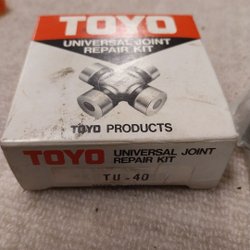 TOYO
UNIVERSAL JOINT
REPAIR KIT
TOYO PRODUCTS
TOYO UNIVERSAL JOINT
REPAIR KIT
TU-40